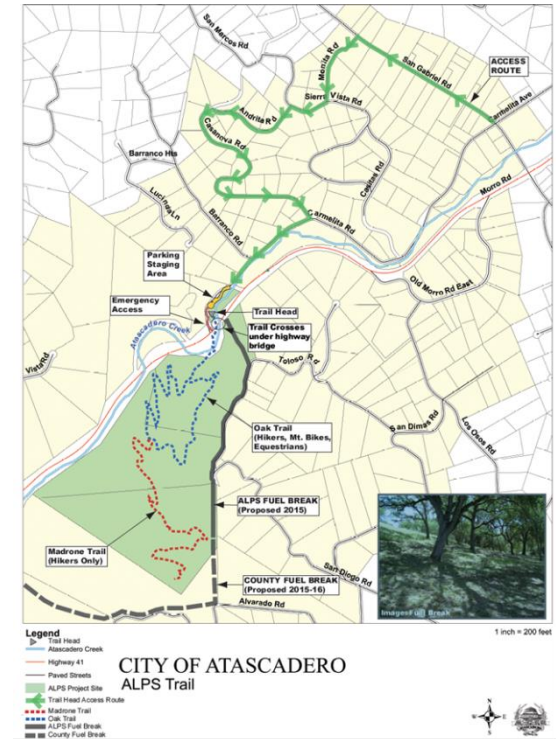 San Marcos Rd
Menita Rd
San Gabriel Rd
ACCESS
ROUTE
Sierra Vista Rd
Carmelita Ave
Andrita Rd
Casanova Rd
Barranco Hts
Morro Rd
Lucinea Ln
Barranco Rd
Carmelita Rd
Parking
Staging
Area
Old Morro Rd East
Emergency
Access
Trail Head
Atascadero Creek
Trail Crosses
under highway
bridge
Vista Rd
Toloso Rd
Oak Trail
(Hikers, Mt. Bikes,
Equestrians)
San Dimas Rd
Los Osos Rd
ALPS FUEL BREAK
(Proposed 2015)
Madrone Trail
(Hikers Only)
San Diego Rd
COUNTY FUEL BREAK
(Proposed 2015-16)
Alvarado Rd
Legend
Trail Head
Atascadero Creek
Highway 41
Paved Streets
ALPS Project Site
Trail Head Access Route
Madrone Trail
Oak Trail
ALPS Fuel Break
County Fuel Break
CITY OF ATASCADERO
ALPS Trail
1 inch = 200 feet